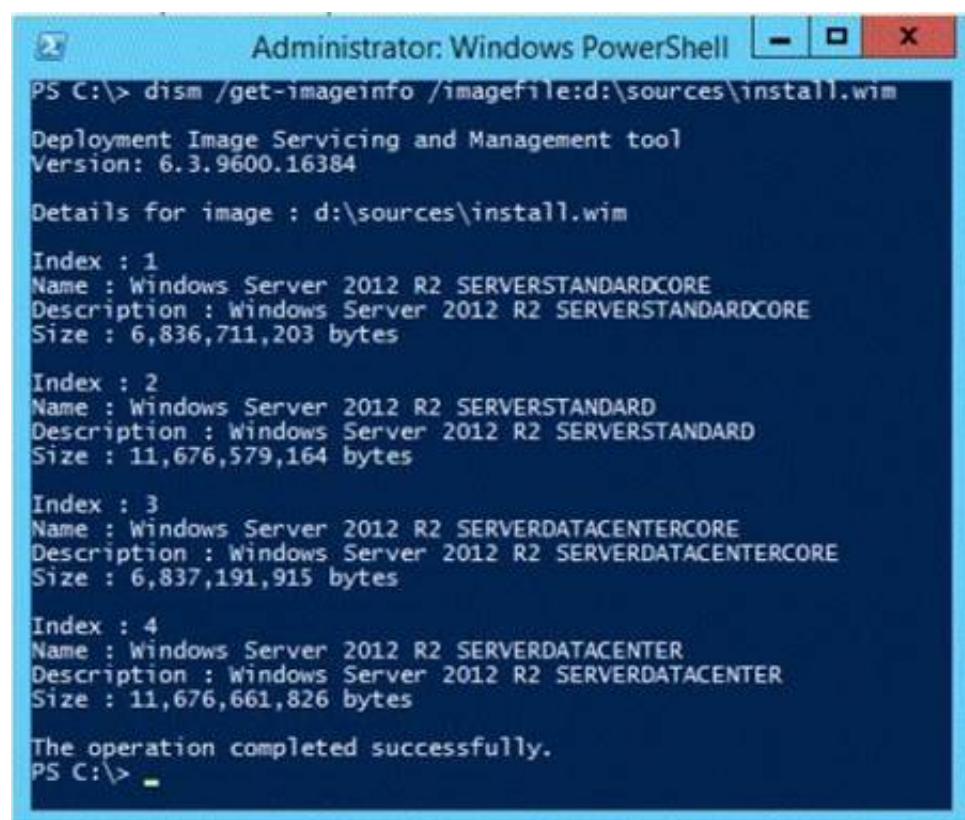 Administrator: Windows PowerShell
PS C:\> dism /get-imageinfo /imagefile:d:\sources\install.wim
Deployment Image Servicing and Management tool
Version: 6.3.9600.16384
Details for image : d:\sources\install.wim
Index : 1
Name : Windows Server 2012 R2 SERVERSTANDARDCORE
Description : Windows Server 2012 R2 SERVERSTANDARDCORE
Size : 6,836,711,203 bytes
Index : 2
Name : Windows Server 2012 R2 SERVERSTANDARD
Description : Windows Server 2012 R2 SERVERSTANDARD
Size : 11,676,579,164 bytes
Index : 3
Name : Windows Server 2012 R2 SERVERDATACENTERCORE
Description : Windows Server 2012 R2 SERVERDATACENTERCORE
Size : 6,837,191,915 bytes
Index : 4
Name : Windows Server 2012 R2 SERVERDATACENTER
Description : Windows Server 2012 R2 SERVERDATACENTER
Size : 11,676,661,826 bytes
The operation completed successfully.
PS C:\> _